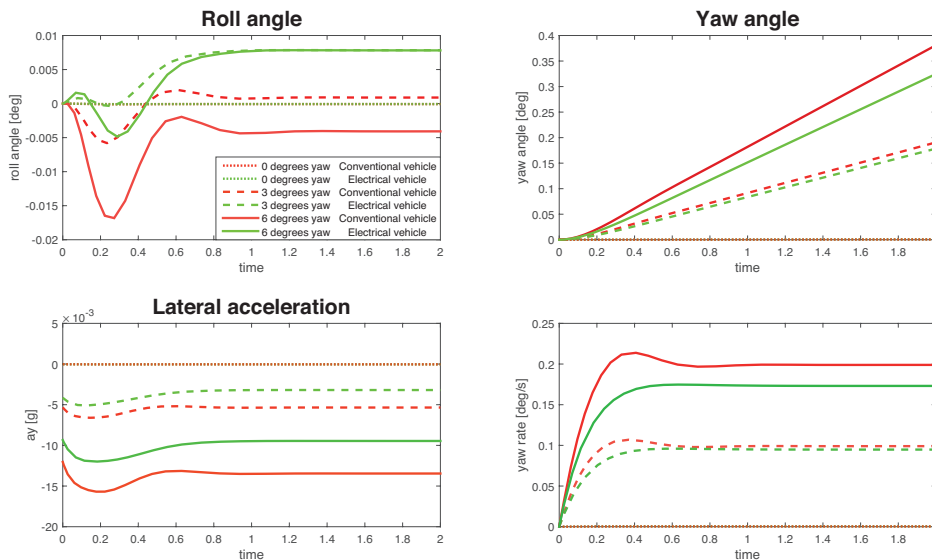 Roll angle
0.01
0.005
0
-0.005
-0.01
-0.015
-0.02
roll angle [deg]
0 degrees yaw Conventional vehicle
0 degrees yaw Electrical vehicle
3 degrees yaw Conventional vehicle
3 degrees yaw Electrical vehicle
6 degrees yaw Conventional vehicle
6 degrees yaw Electrical vehicle
0 0.2 0.4 0.6 0.8 1 1.2 1.4 1.6 1.8 2
time
Yaw angle
0.4
0.35
0.3
0.25
0.2
0.15
0.1
0.05
0
yaw angle [deg]
0 0.2 0.4 0.6 0.8 1 1.2 1.4 1.6 1.8 2
time
Lateral acceleration
× 10⁻³
5
0
-5
-10
-15
-20
ay [g]
0 0.2 0.4 0.6 0.8 1 1.2 1.4 1.6 1.8 2
time
0.25
0.2
0.15
0.1
0.05
0
yaw rate [deg/s]
0 0.2 0.4 0.6 0.8 1 1.2 1.4 1.6 1.8 2
time